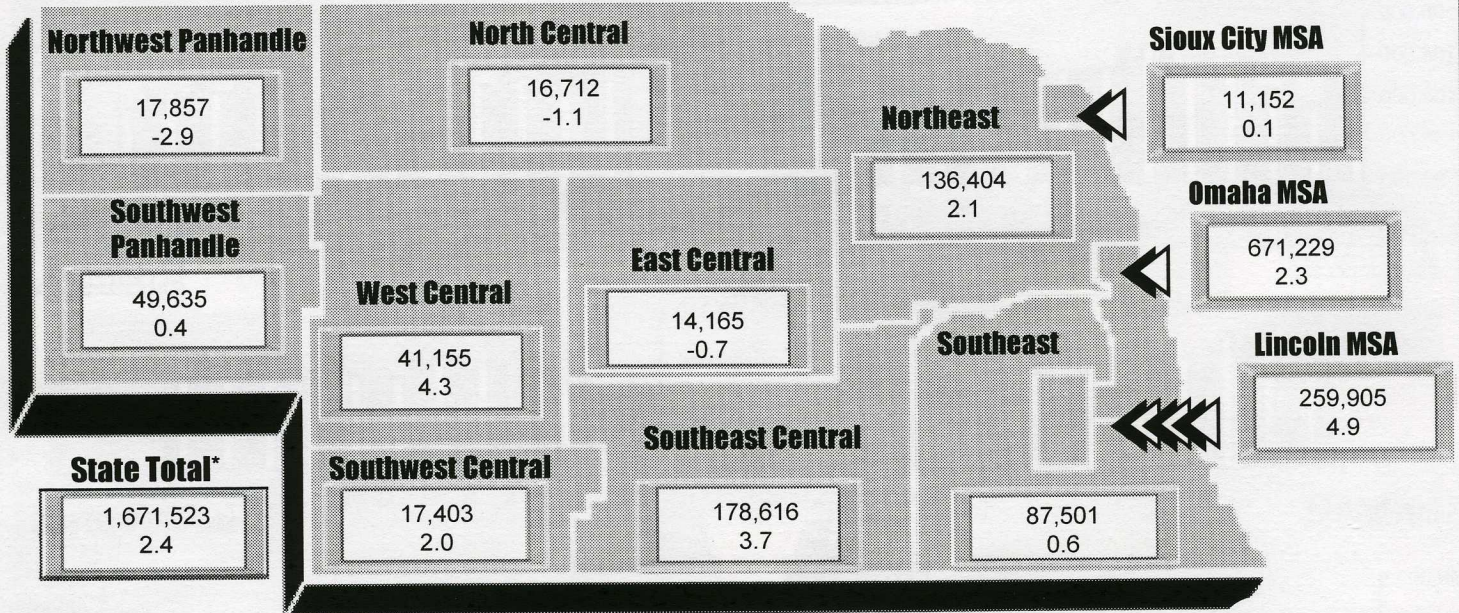 Northwest Panhandle
17,857
-2.9
North Central
16,712
-1.1
Sioux City MSA
11,152
0.1
Northeast
136,404
2.1
Omaha MSA
671,229
2.3
Southwest
Panhandle
49,635
0.4
West Central
41,155
4.3
East Central
14,165
-0.7
Southeast
Lincoln MSA
259,905
4.9
State Total*
1,671,523
2.4
Southwest Central
17,403
2.0
Southeast Central
178,616
3.7
87,501
0.6